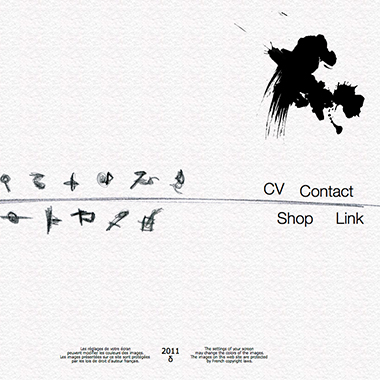 CV Contact
Shop Link
Les réglages de votre écran
peuvent modifier les couleurs des images.
Les images présentées sur ce site sont protégées
par les lois de droit d'auteur français.
2011
δ
The settings of your screen
may change the colors of the images.
The images on this web site are protected
by French copyright laws.